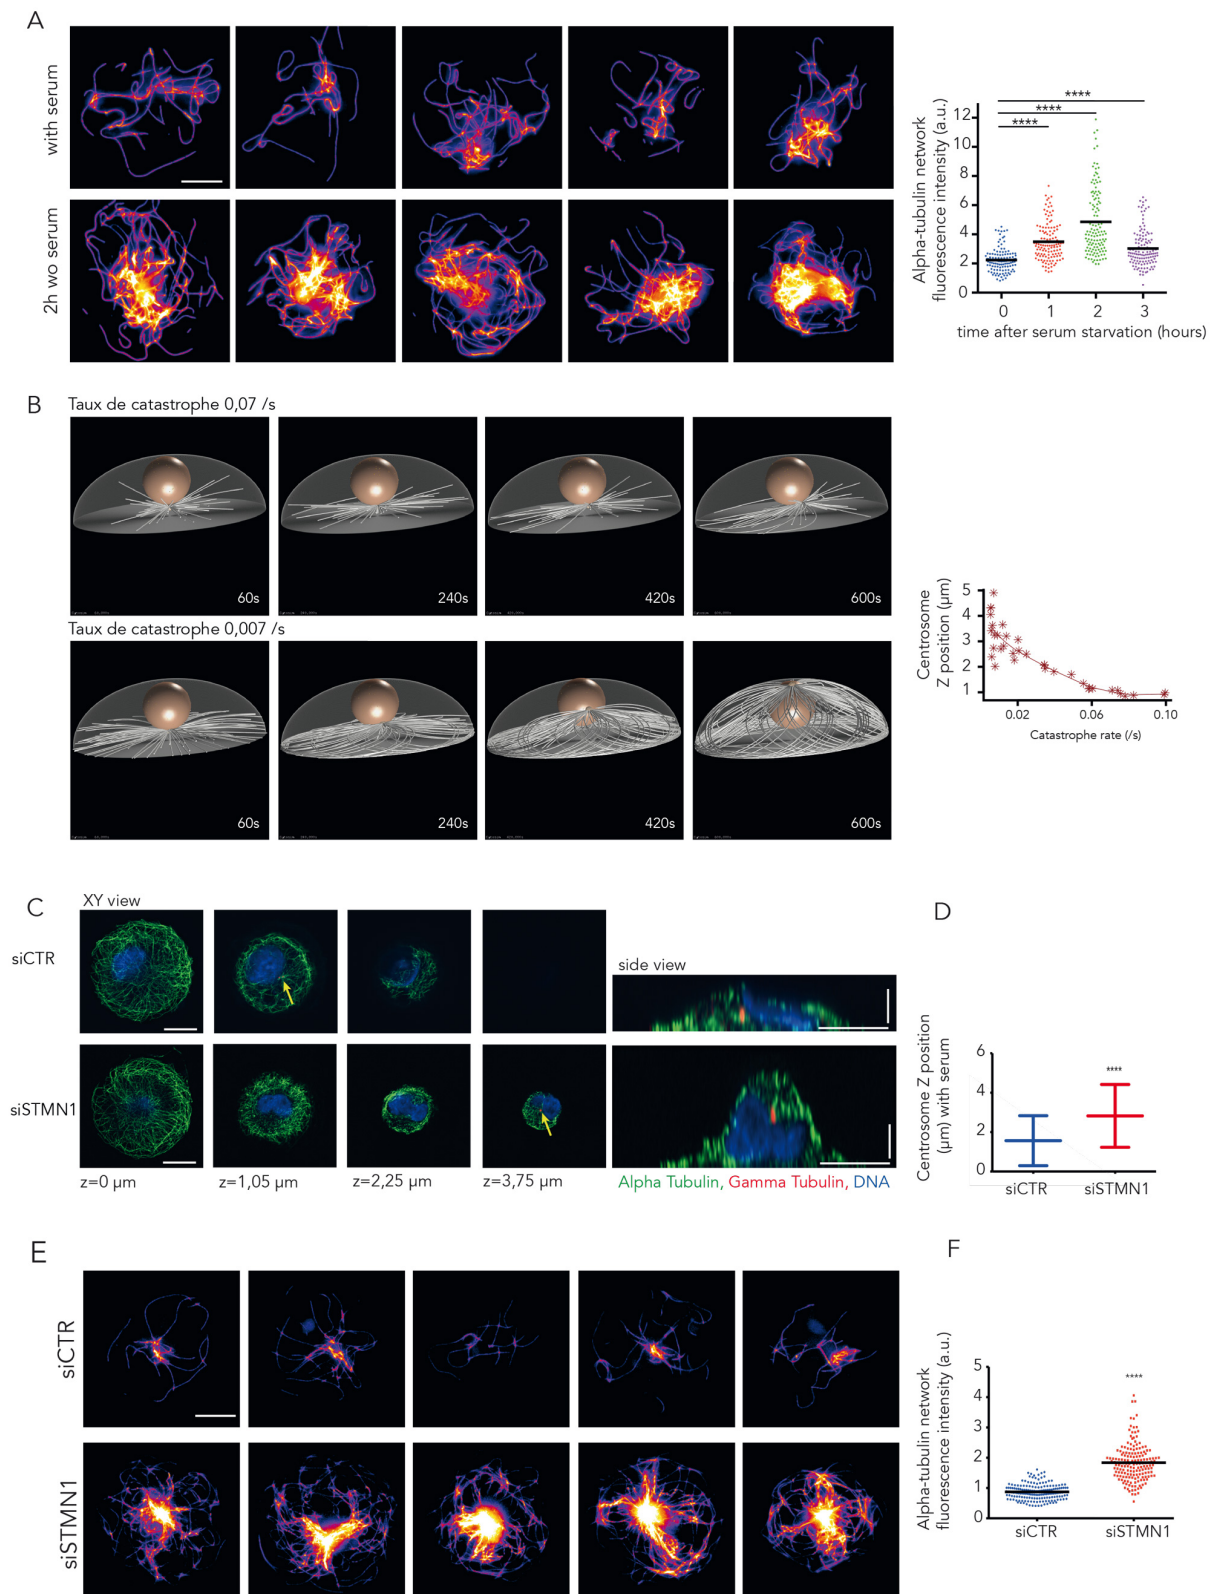 A
with serum
2h wo serum
Alpha-tubulin network
fluorescence intensity (a.u.)
****
****
****
12
10
8
6
4
2
0
0 1 2 3
time after serum starvation (hours)
B
Taux de catastrophe 0,07 /s
60s
240s
420s
600s
Taux de catastrophe 0,007 /s
60s
240s
420s
600s
Centrosome
Z position (µm)
5
4
3
2
1
0.02 0.06 0.10
Catastrophe rate (/s)
C
XY view
siCTR
side view
siSTMN1
z=0 µm
z=1,05 µm
z=2,25 µm
z=3,75 µm
Alpha Tubulin, Gamma Tubulin, DNA
D
Centrosome Z position
(µm) with serum
6
4
2
0
****
siCTR
siSTMN1
E
siCTR
siSTMN1
F
Alpha-tubulin network
fluorescence intensity (a.u.)
5
4
3
2
1
0
****
siCTR
siSTMN1